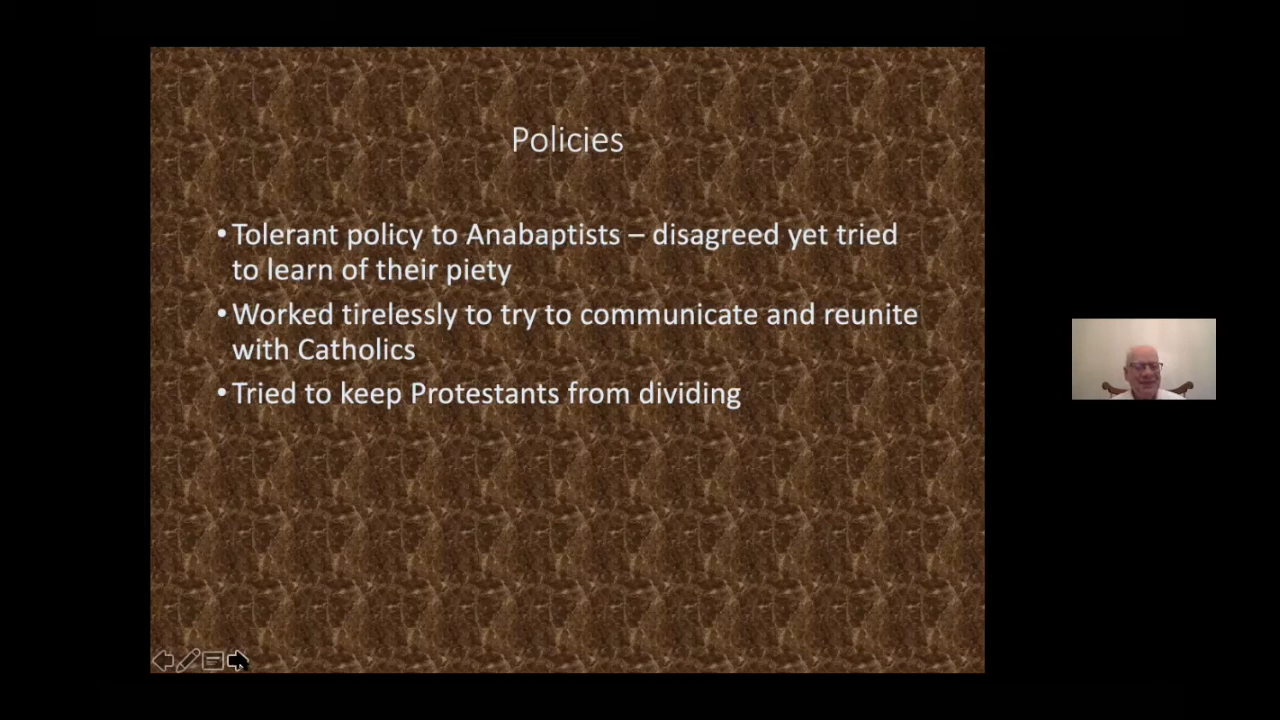 Policies
• Tolerant policy to Anabaptists – disagreed yet tried
to learn of their piety
• Worked tirelessly to try to communicate and reunite
with Catholics
• Tried to keep Protestants from dividing